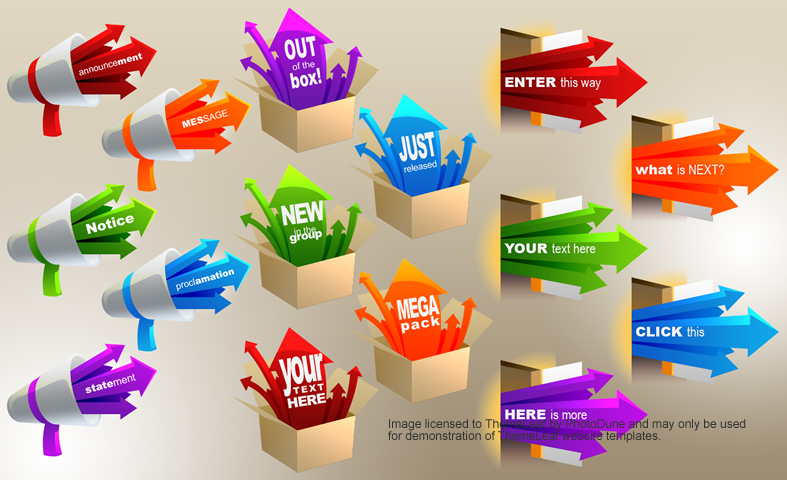 announcement
MESSAGE
Notice
proclamation
statement
OUT
of the
box!
JUST
released
NEW
in the
group
MEGA
pack
your
TEXT
HERE
ENTER this way
what is NEXT?
YOUR text here
CLICK this
HERE is more
Image licensed to ThemeLeaf by PhotoDune and may only be used
for demonstration of ThemeLeaf website templates.